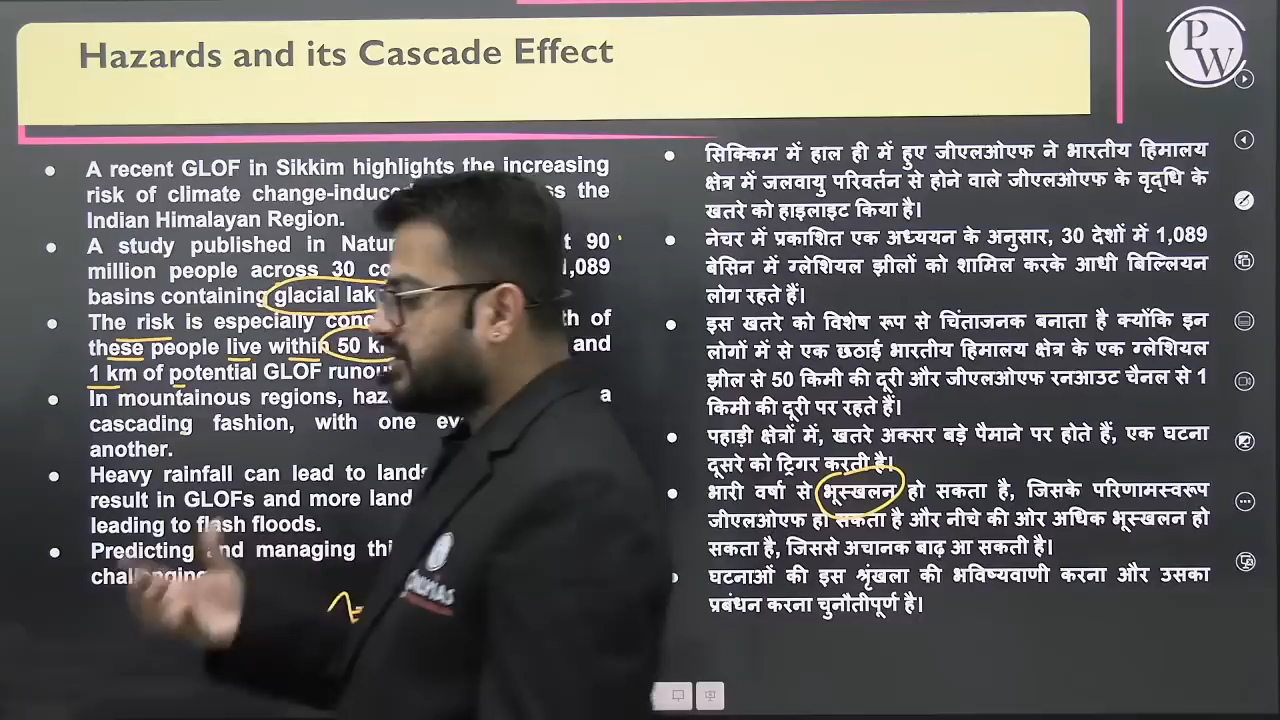 Hazards and its Cascade Effect
PW
A recent GLOF in Sikkim highlights the increasing
risk of climate the
Indian Himalayan Region.
A study published in 90
million people across 30 1,089
basins containing glacial
The risk is especially of
these people live within 50 and
1 km of potential GLOF
In mountainous regions, a
cascading fashion, with one
another.
Heavy rainfall can lead to
result in GLOFs and more
leading to flash floods.
Predicting and managing
सिक्किम में हाल ही में हुए जीएलओएफ ने भारतीय हिमालय
क्षेत्र में जलवायु परिवर्तन से होने वाले जीएलओएफ के वृद्धि के
खतरे को हाइलाइट किया है।
नेचर में प्रकाशित एक अध्ययन के अनुसार, 30 देशों में 1,089
बेसिन में ग्लेशियल झीलों को शामिल करके आधी बिल्लियन
लोग रहते हैं।
इस खतरे को विशेष रूप से चिंताजनक बनाता है क्योंकि इन
लोगों में से एक छठाई भारतीय हिमालय क्षेत्र के एक ग्लेशियल
झील से 50 किमी की दूरी और जीएलओएफ रनआउट चैनल से 1
किमी की दूरी पर रहते हैं।
पहाड़ी क्षेत्रों में, खतरे अक्सर बड़े पैमाने पर होते हैं, एक घटना
दूसरे को ट्रिगर करती है।
भारी वर्षा से भूस्खलन हो सकता है, जिसके परिणामस्वरूप
जीएलओएफ हो सकता है और नीचे की ओर अधिक भूस्खलन हो
सकता है, जिससे अचानक बाढ़ आ सकती है।
घटनाओं की इस श्रृंखला की भविष्यवाणी करना और उसका
प्रबंधन करना चुनौतीपूर्ण है।